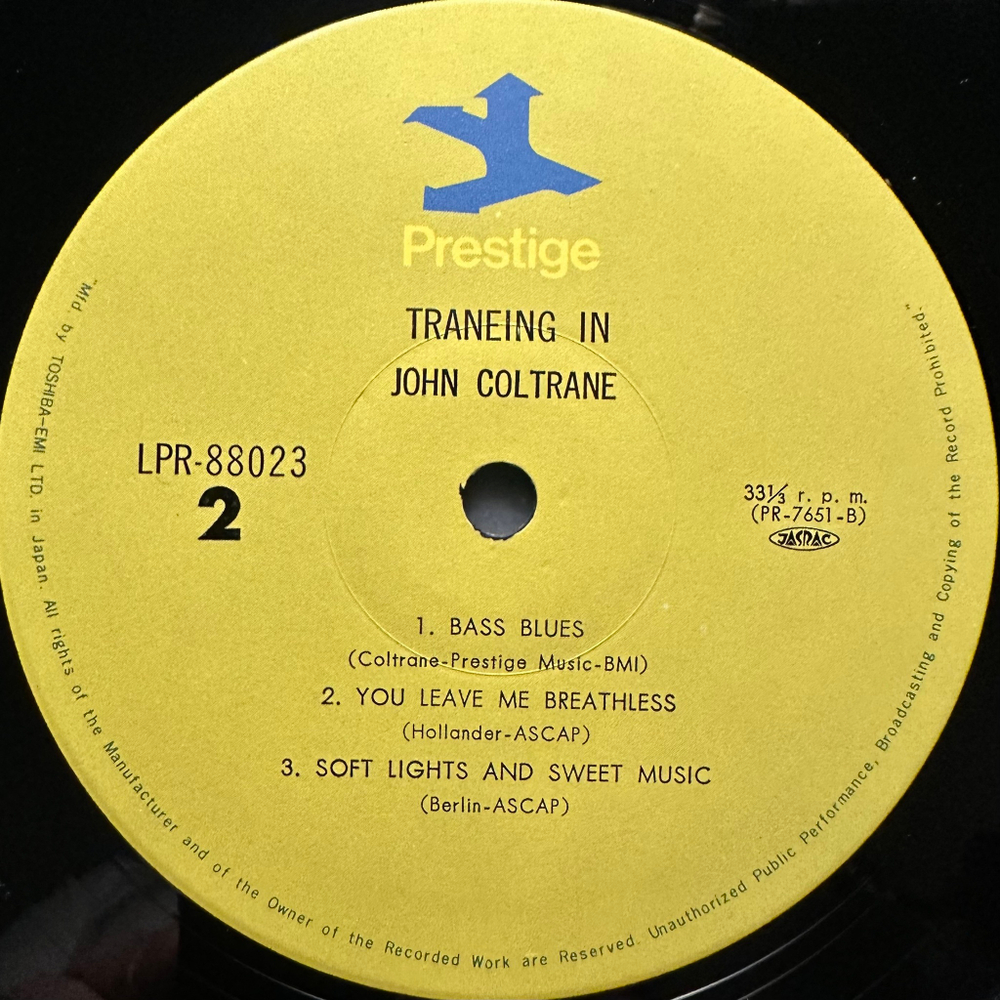 Prestige
TRANEING IN
JOHN COLTRANE
LPR-88023
2
33⅓ r. p. m.
(PR-7651-B)
JASRAC
1. BASS BLUES
(Coltrane-Prestige Music-BMI)
2. YOU LEAVE ME BREATHLESS
(Hollander-ASCAP)
3. SOFT LIGHTS AND SWEET MUSIC
(Berlin-ASCAP)
"Mfd. by TOSHIBA-EMI LTD. in Japan. All rights of the Manufacturer and of the Owner of the Recorded Work are Reserved. Unauthorized Public Performance, Broadcasting and Copying of the Record Prohibited."